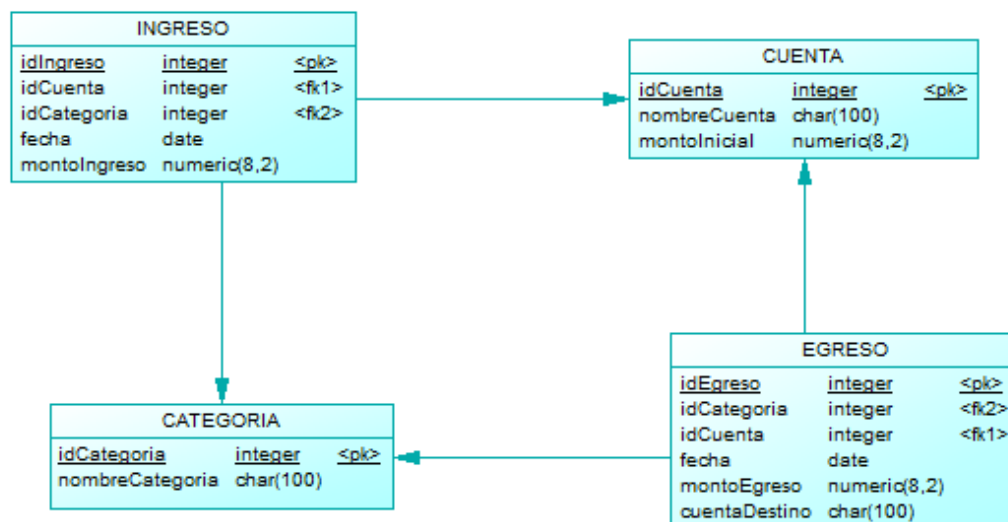 INGRESO
idIngreso integer <pk>
idCuenta integer <fk1>
idCategoria integer <fk2>
fecha date
montoIngreso numeric(8,2)
CUENTA
idCuenta integer <pk>
nombreCuenta char(100)
montoInicial numeric(8,2)
CATEGORIA
idCategoria integer <pk>
nombreCategoria char(100)
EGRESO
idEgreso integer <pk>
idCategoria integer <fk2>
idCuenta integer <fk1>
fecha date
montoEgreso numeric(8,2)
cuentaDestino char(100)